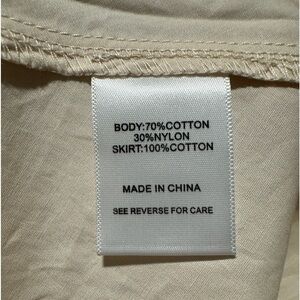 BODY:70%COTTON
30%NYLON
SKIRT:100%COTTON
MADE IN CHINA
SEE REVERSE FOR CARE